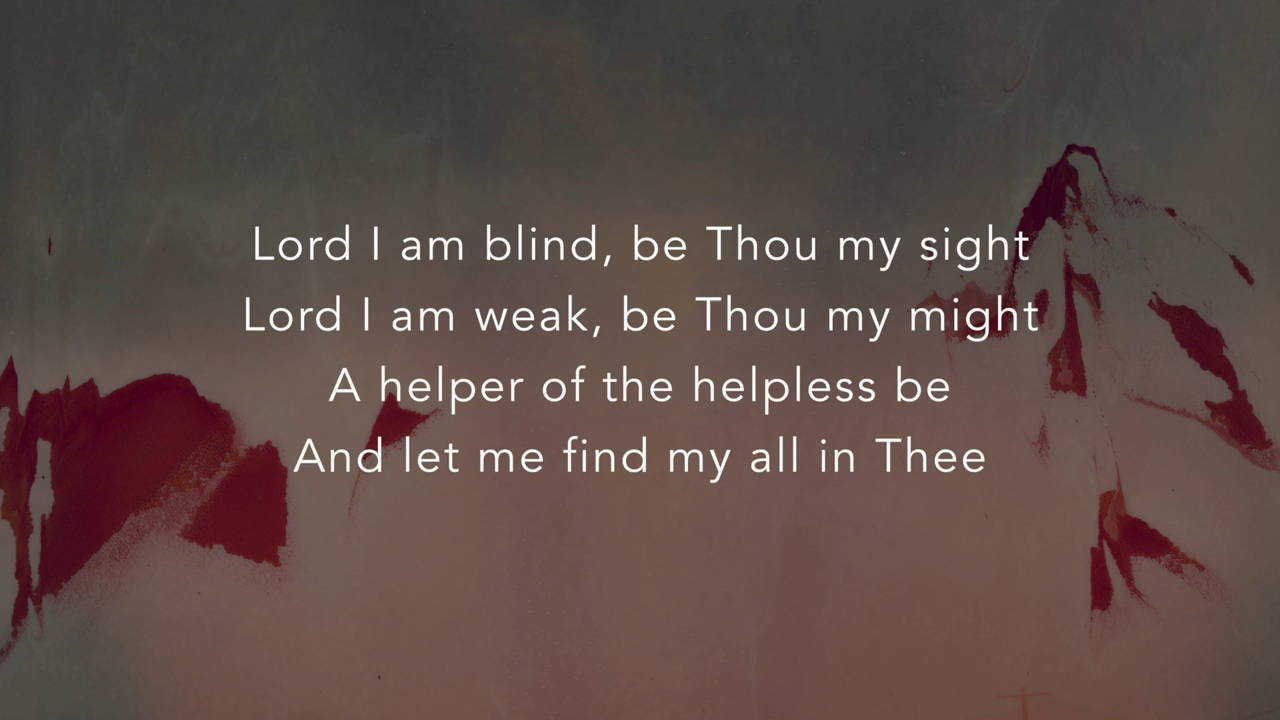 Lord I am blind, be Thou my sight
Lord I am weak, be Thou my might
A helper of the helpless be
And let me find my all in Thee